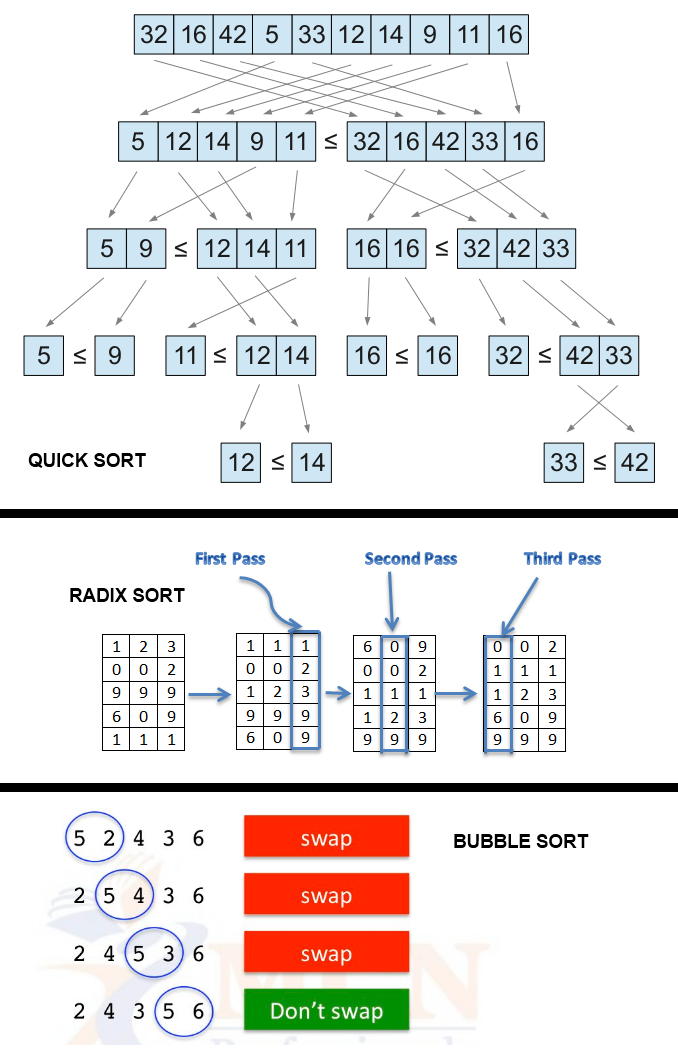 32 16 42 5 33 12 14 9 11 16
5 12 14 9 11 ≤ 32 16 42 33 16
5 9 ≤ 12 14 11 16 16 ≤ 32 42 33
5 ≤ 9 11 ≤ 12 14 16 ≤ 16 32 ≤ 42 33
QUICK SORT 12 ≤ 14 33 ≤ 42
First Pass Second Pass Third Pass
RADIX SORT
1 2 3 1 1 1 6 0 9 0 0 2
0 0 2 0 0 2 0 0 2 1 1 1
9 9 9 1 2 3 1 1 1 1 2 3
6 0 9 9 9 9 1 2 3 6 0 9
1 1 1 6 0 9 9 9 9 9 9 9
5 2 4 3 6 swap BUBBLE SORT
2 5 4 3 6 swap
2 4 5 3 6 swap
2 4 3 5 6 Don't swap